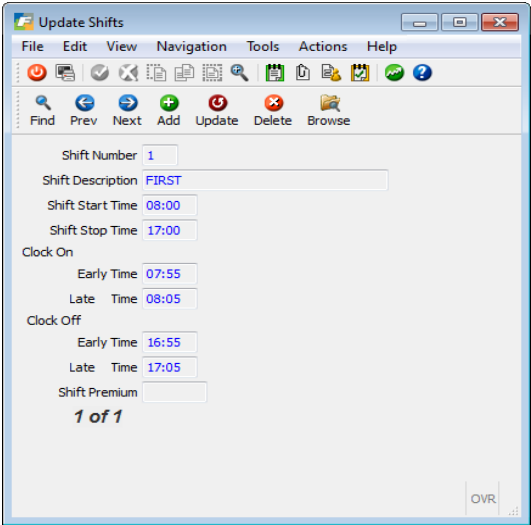 Update Shifts
File Edit View Navigation Tools Actions Help
Find Prev Next Add Update Delete Browse
Shift Number 1
Shift Description FIRST
Shift Start Time 08:00
Shift Stop Time 17:00
Clock On
Early Time 07:55
Late Time 08:05
Clock Off
Early Time 16:55
Late Time 17:05
Shift Premium
1 of 1
OVR